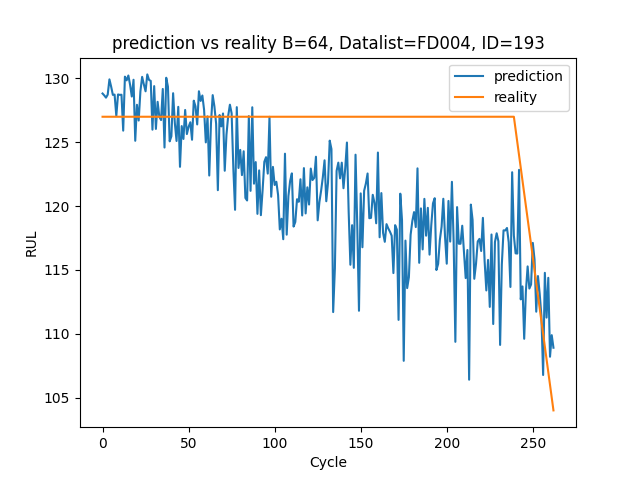 prediction vs reality B=64, Datalist=FD004, ID=193
prediction
reality
130
125
120
115
110
105
RUL
0
50
100
150
200
250
Cycle